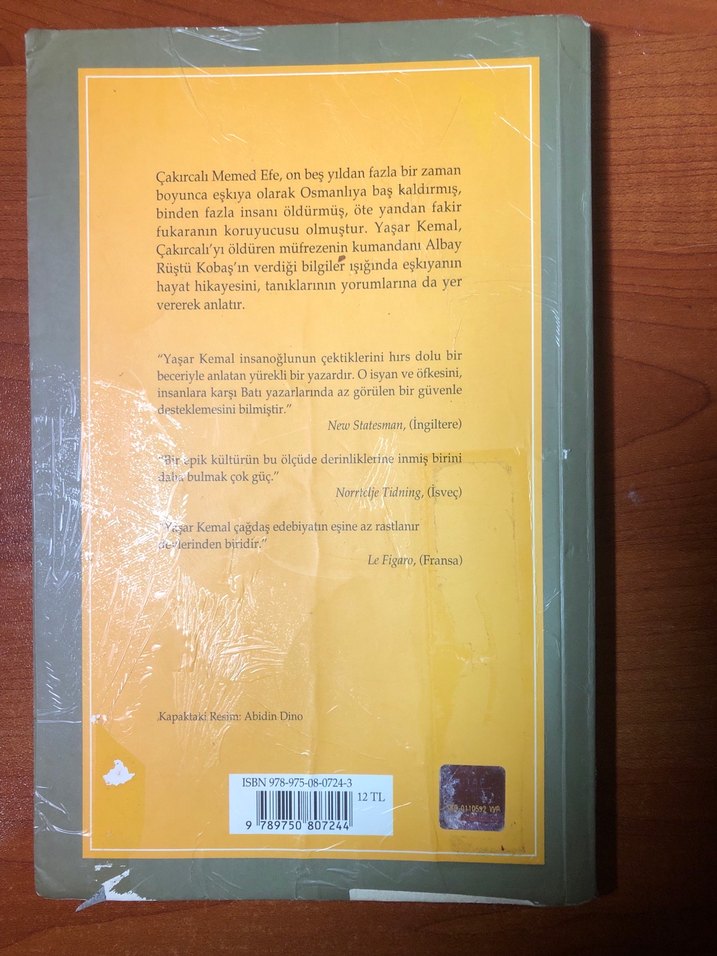 Çakırcalı Memed Efe, on beş yıldan fazla bir zaman
boyunca eşkıya olarak Osmanlıya baş kaldırmış,
binden fazla insanı öldürmüş, öte yandan fakir
fukaranın koruyucusu olmuştur. Yaşar Kemal,
Çakırcalı'yı öldüren müfrezenin kumandanı Albay
Rüştü Kobaş'ın verdiği bilgiler ışığında eşkıyanın
hayat hikayesini, tanıklarının yorumlarına da yer
vererek anlatır.
“Yaşar Kemal insanoğlunun çektiklerini hırs dolu bir
beceriyle anlatan yürekli bir yazardır. O isyan ve öfkesini,
insanlara karşı Batı yazarlarında az görülen bir güvenle
desteklemesini bilmiştir.”
New Statesman, (İngiltere)
“Bir epik kültürün bu ölçüde derinliklerine inmiş birini
daha bulmak çok güç.”
Norrtelje Tidning, (İsveç)
“Yaşar Kemal çağdaş edebiyatın eşine az rastlanır
devlerinden biridir.”
Le Figaro, (Fransa)
Kapaktaki Resim: Abidin Dino
ISBN 978-975-08-0724-3
12 TL
9 789750 807244